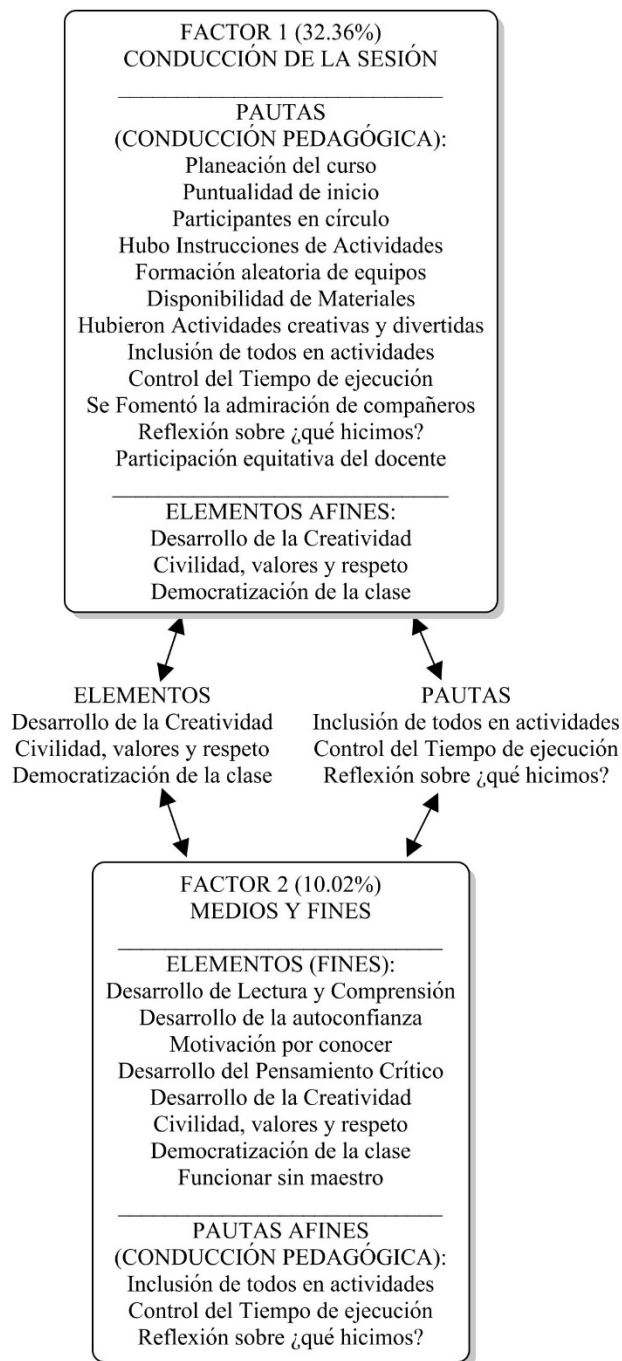 FACTOR 1 (32.36%)
CONDUCCIÓN DE LA SESIÓN
PAUTAS
(CONDUCCIÓN PEDAGÓGICA):
Planeación del curso
Puntualidad de inicio
Participantes en círculo
Hubo Instrucciones de Actividades
Formación aleatoria de equipos
Disponibilidad de Materiales
Hubieron Actividades creativas y divertidas
Inclusión de todos en actividades
Control del Tiempo de ejecución
Se Fomentó la admiración de compañeros
Reflexión sobre ¿qué hicimos?
Participación equitativa del docente
ELEMENTOS AFINES:
Desarrollo de la Creatividad
Civilidad, valores y respeto
Democratización de la clase
ELEMENTOS
Desarrollo de la Creatividad
Civilidad, valores y respeto
Democratización de la clase
PAUTAS
Inclusión de todos en actividades
Control del Tiempo de ejecución
Reflexión sobre ¿qué hicimos?
FACTOR 2 (10.02%)
MEDIOS Y FINES
ELEMENTOS (FINES):
Desarrollo de Lectura y Comprensión
Desarrollo de la autoconfianza
Motivación por conocer
Desarrollo del Pensamiento Crítico
Desarrollo de la Creatividad
Civilidad, valores y respeto
Democratización de la clase
Funcionar sin maestro
PAUTAS AFINES
(CONDUCCIÓN PEDAGÓGICA):
Inclusión de todos en actividades
Control del Tiempo de ejecución
Reflexión sobre ¿qué hicimos?